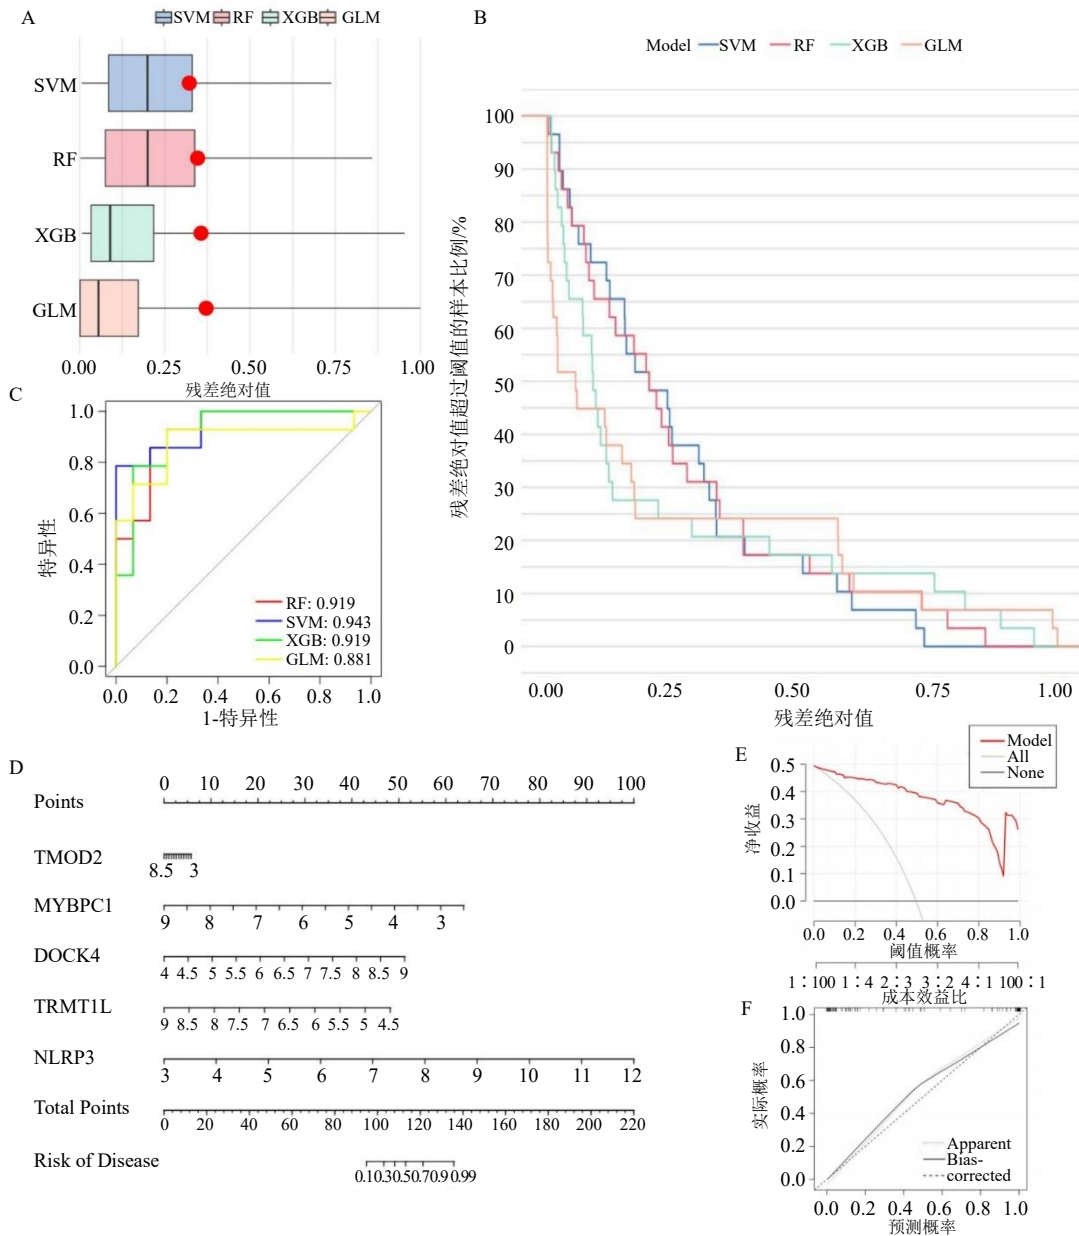 A
SVM RF XGB GLM
SVM
RF
XGB
GLM
0.00 0.25 0.50 0.75 1.00
残差绝对值
B
Model SVM RF XGB GLM
100
90
80
70
60
50
40
30
20
10
0
残差绝对值超过阈值的样本比例/%
0.00 0.25 0.50 0.75 1.00
残差绝对值
C
1.0
0.8
0.6
0.4
0.2
0.0
特异性
RF: 0.919
SVM: 0.943
XGB: 0.919
GLM: 0.881
0.0 0.2 0.4 0.6 0.8 1.0
1-特异性
D
0 10 20 30 40 50 60 70 80 90 100
Points
TMOD2
8.5 3
MYBPC1
9 8 7 6 5 4 3
DOCK4
4 4.5 5 5.5 6 6.5 7 7.5 8 8.5 9
TRMT1L
9 8.5 8 7.5 7 6.5 6 5.5 5 4.5
NLRP3
3 4 5 6 7 8 9 10 11 12
Total Points
0 20 40 60 80 100 120 140 160 180 200 220
Risk of Disease
0.10.30.50.70.90.99
E
Model
All
None
0.5
0.4
0.3
0.2
0.1
0.0
净收益
0.0 0.2 0.4 0.6 0.8 1.0
阈值概率
1:100 1:4 2:3 3:2 4:1 100:1
成本效益比
F
1.0
0.8
0.6
0.4
0.2
0.0
实际概率
Apparent
Bias-
corrected
0.0 0.2 0.4 0.6 0.8 1.0
预测概率